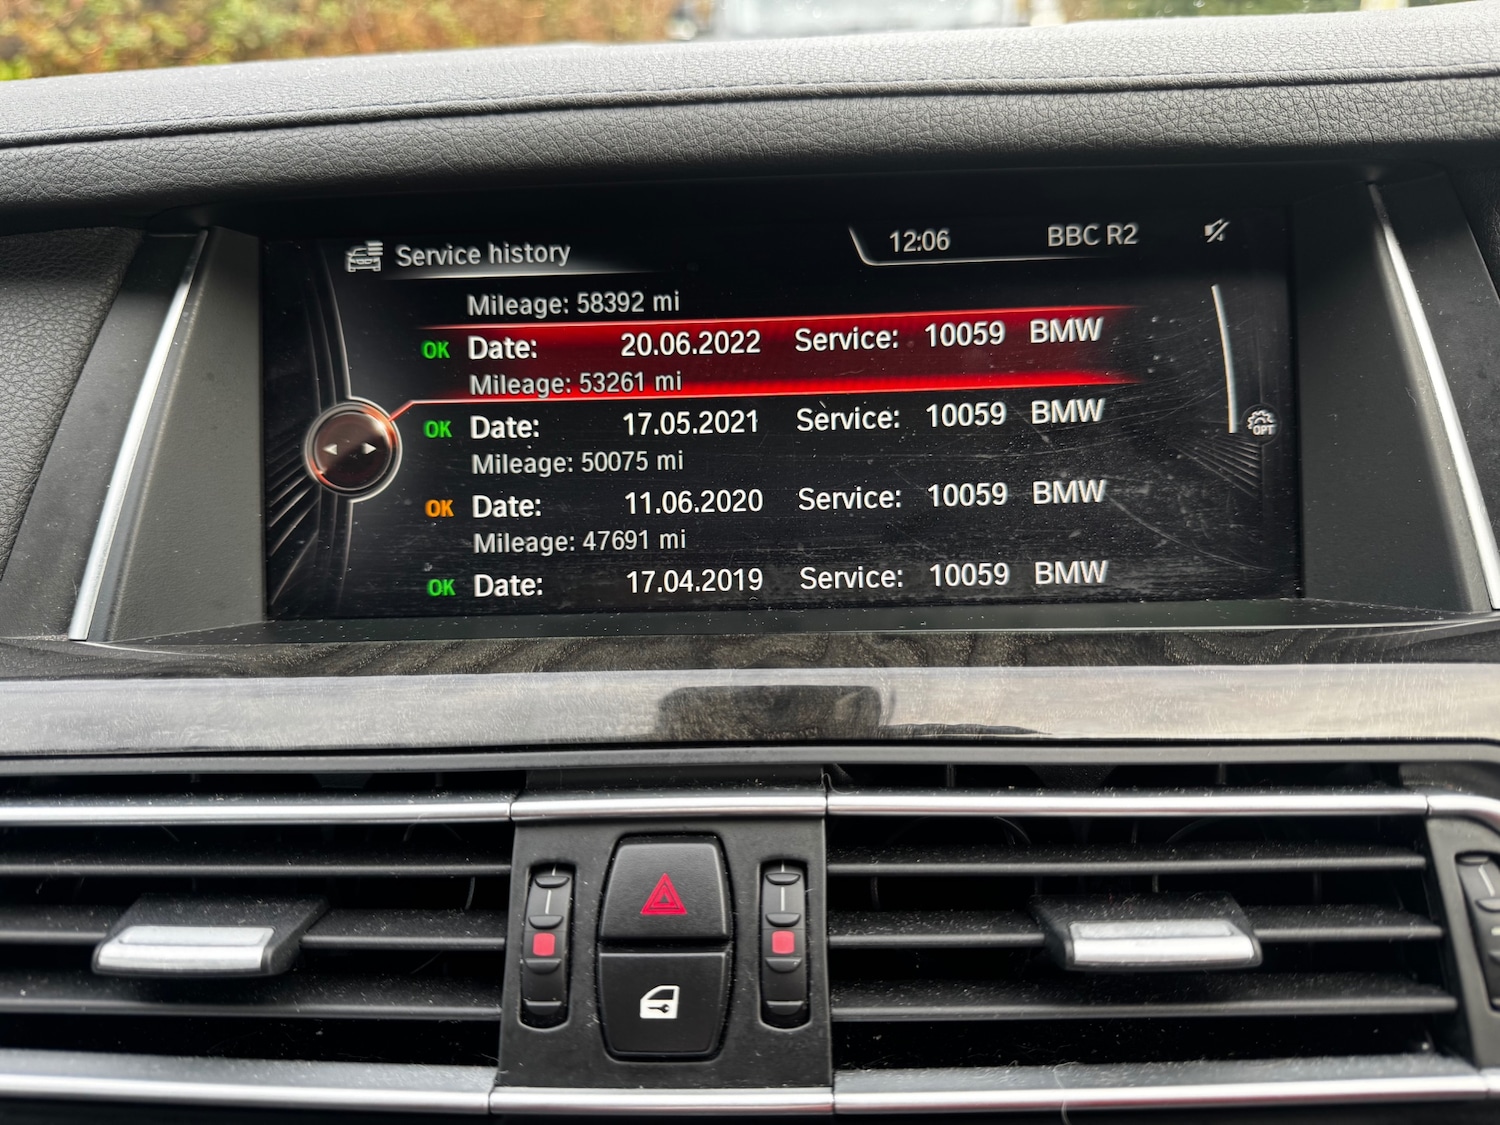 Service history 12:06 BBC R2
Mileage: 58392 mi
OK Date: 20.06.2022 Service: 10059 BMW
Mileage: 53261 mi
OK Date: 17.05.2021 Service: 10059 BMW
Mileage: 50075 mi
OK Date: 11.06.2020 Service: 10059 BMW
Mileage: 47691 mi
OK Date: 17.04.2019 Service: 10059 BMW
OPT